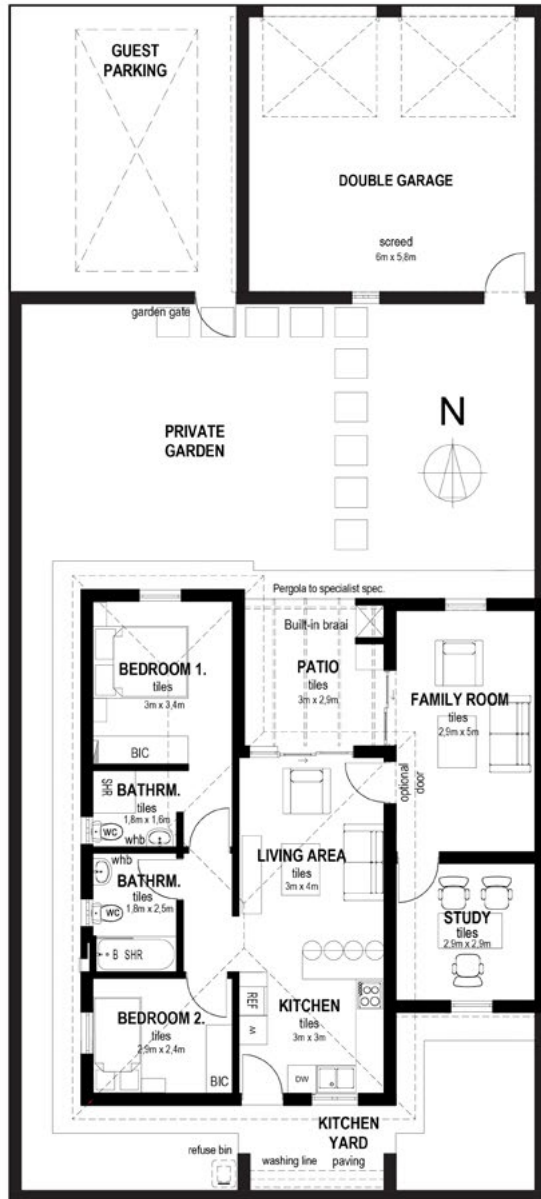 GUEST
PARKING
DOUBLE GARAGE
screed
6m x 5,8m
garden gate
PRIVATE
GARDEN
N
Pergola to specialist spec.
Built-in braai
BEDROOM 1.
tiles
3m x 3,4m
BIC
PATIO
tiles
3m x 2,9m
FAMILY ROOM
tiles
2,9m x 5m
optional
door
SHR
BATHRM.
tiles
1,8m x 1,6m
WC
whb
whb
BATHRM.
tiles
1,8m x 2,5m
WC
B SHR
LIVING AREA
tiles
3m x 4m
STUDY
tiles
2,9m x 2,9m
BEDROOM 2.
tiles
2,9m x 2,4m
BIC
REF
KITCHEN
tiles
3m x 3m
DW
KITCHEN
YARD
refuse bin
washing line
paving